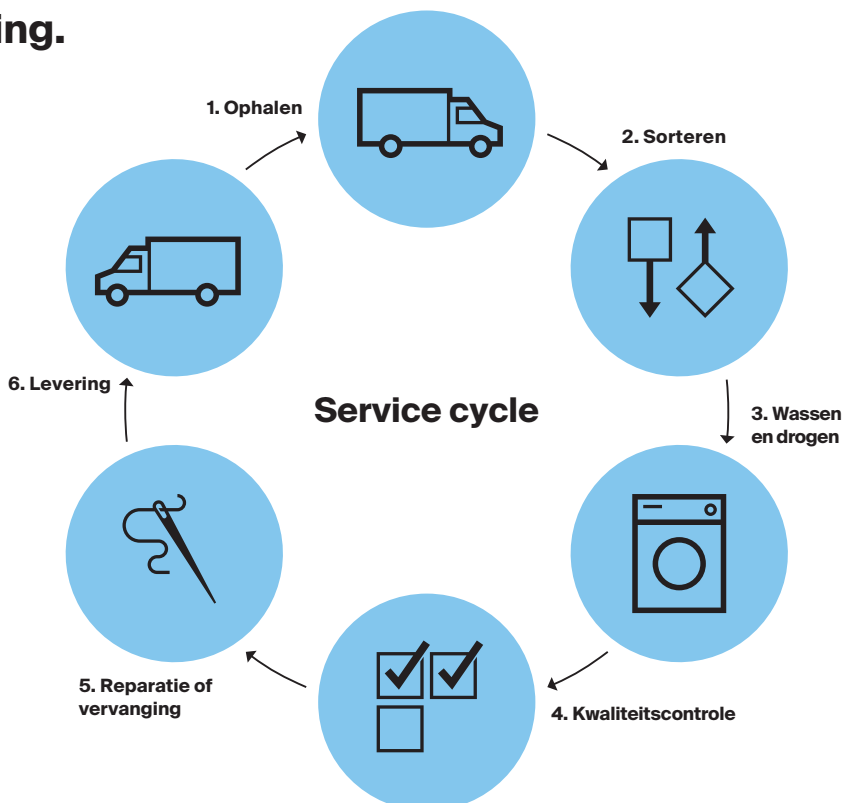 ing.
1. Ophalen
2. Sorteren
3. Wassen
en drogen
4. Kwaliteitscontrole
5. Reparatie of
vervanging
6. Levering
Service cycle